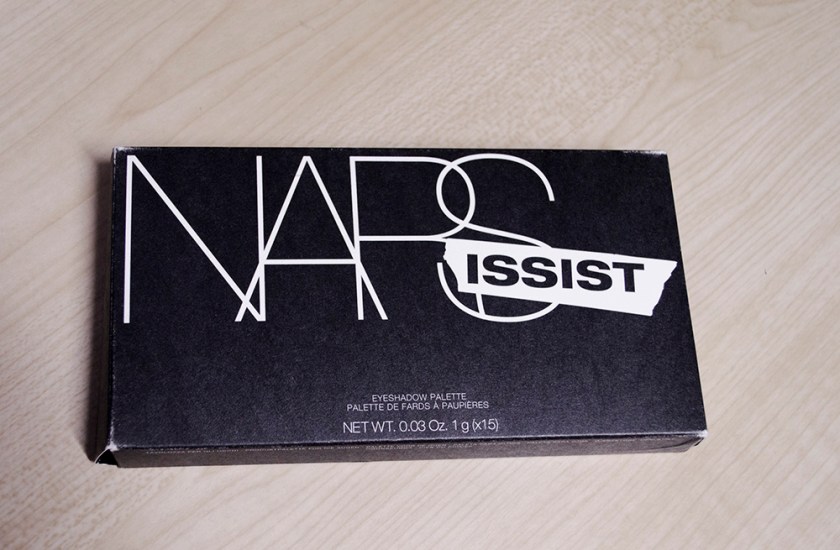 NARS
ISSIST
EYESHADOW PALETTE
PALETTE DE FARDS À PAUPIÈRES
NET WT. 0.03 Oz. 1 g (x15)